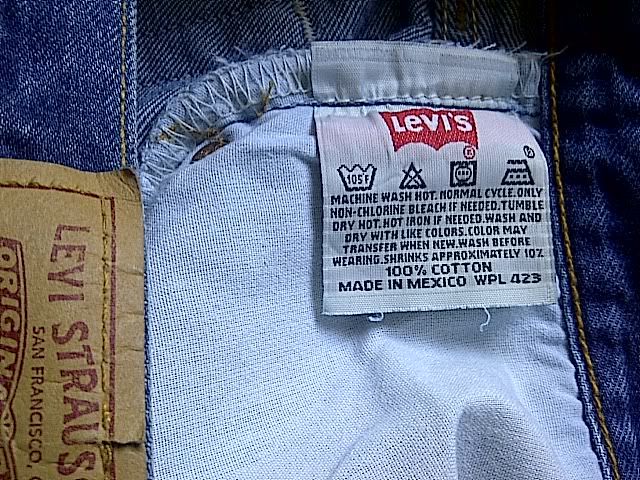 LEVI'S
®
105F
MACHINE WASH HOT. NORMAL CYCLE. ONLY
NON-CHLORINE BLEACH IF NEEDED. TUMBLE
DRY HOT. HOT IRON IF NEEDED. WASH AND
DRY WITH LIKE COLORS. COLOR MAY
TRANSFER WHEN NEW. WASH BEFORE
WEARING. SHRINKS APPROXIMATELY 10%
100% COTTON
MADE IN MEXICO WPL 423
LEVI STRAUSS
SAN FRANCISCO,